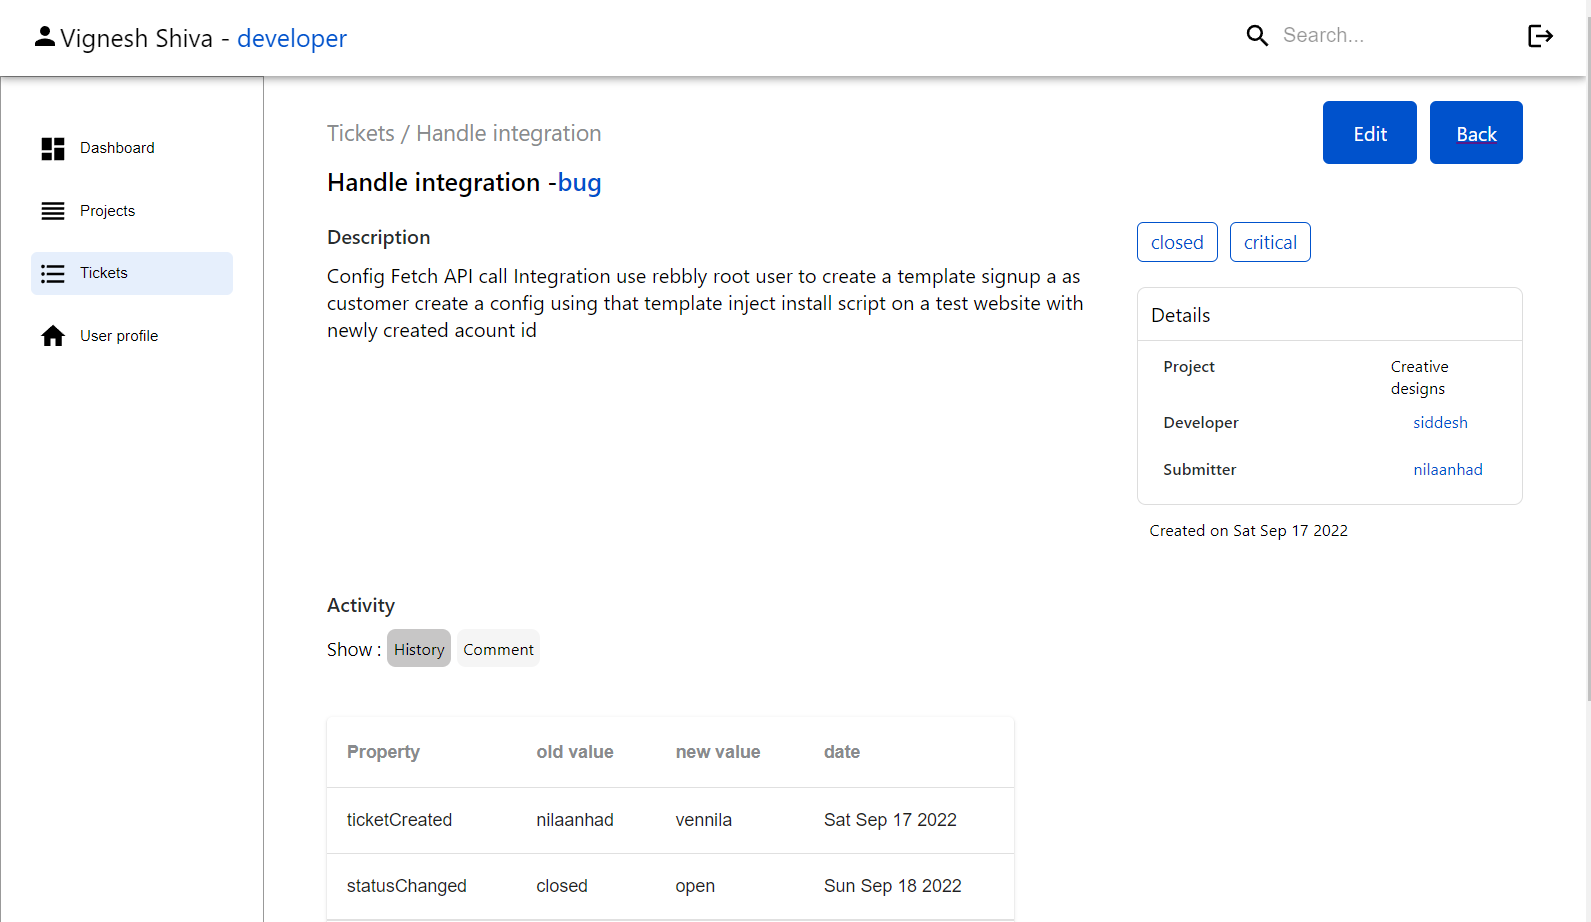 Vignesh Shiva - developer
Search...
Dashboard
Projects
Tickets
User profile
Tickets / Handle integration
Edit
Back
Handle integration -bug
Description
Config Fetch API call Integration use rebbly root user to create a template signup a as
customer create a config using that template inject install script on a test website with
newly created acount id
closed
critical
Details
Project Creative
designs
Developer siddesh
Submitter nilaanhad
Created on Sat Sep 17 2022
Activity
Show : History Comment
Property old value new value date
ticketCreated nilaanhad vennila Sat Sep 17 2022
statusChanged closed open Sun Sep 18 2022